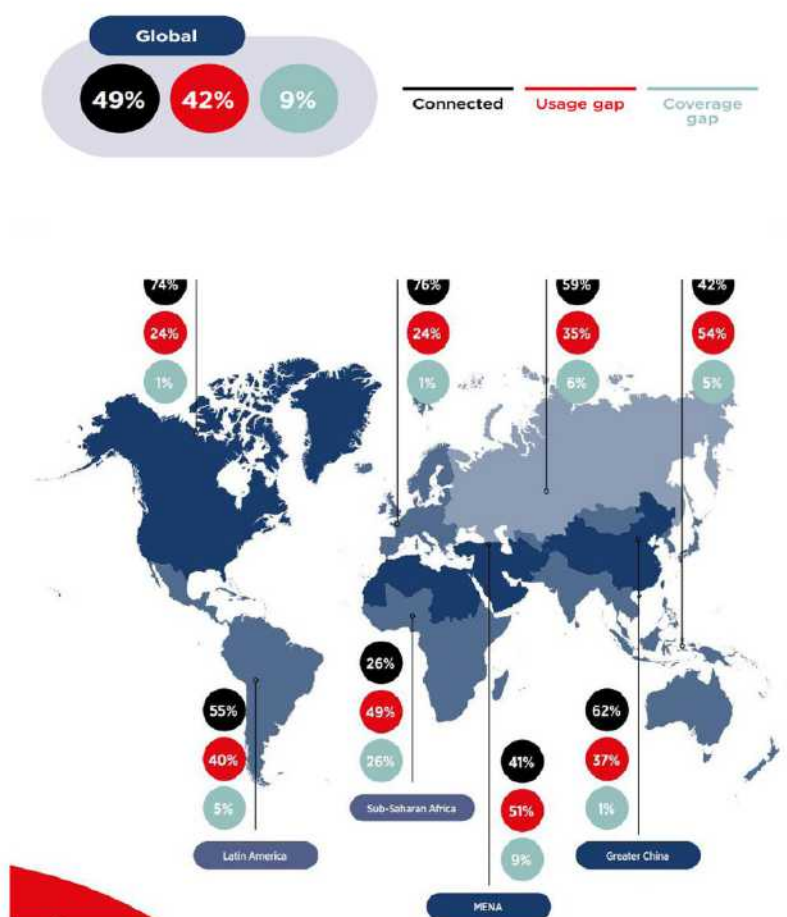 Global
49% 42% 9%
Connected Usage gap Coverage
gap
74% 76% 59% 42%
24% 24% 35% 54%
1% 1% 6% 5%
26%
49%
26%
55%
40%
5%
62%
37%
1%
41%
51%
9%
Sub-Saharan Africa
Latin America
Greater China
MENA